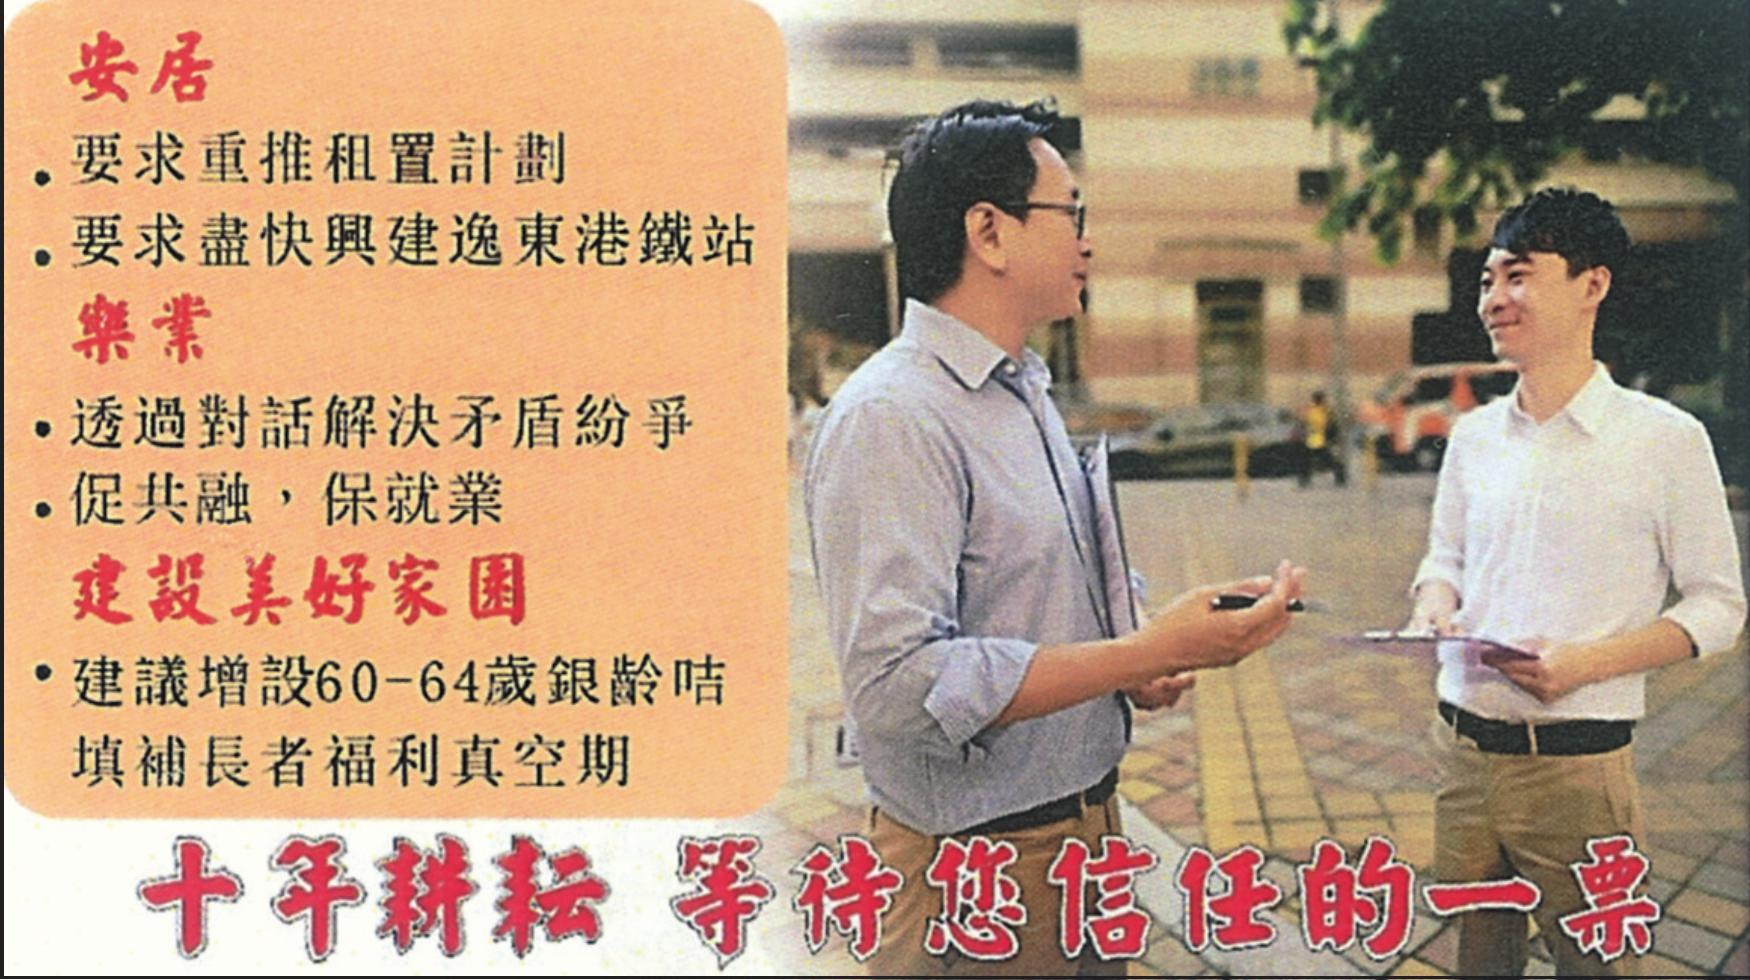 安居
• 要求重推租置計劃
• 要求盡快興建逸東港鐵站
樂業
• 透過對話解決矛盾紛爭
• 促共融，保就業
建設美好家園
• 建議增設60-64歲銀齡咭
填補長者福利真空期
十年耕耘 等待您信任的一票